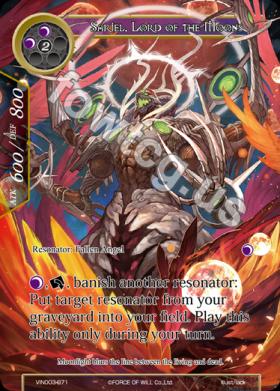 Sariel, Lord of the Moons
2
ATK 600 / DEF 800
Resonator: Fallen Angel
, banish another resonator:
Put target resonator from your
graveyard into your field. Play this
ability only during your turn.
Moonlight blurs the line between the living and dead.
VIN003-071 ©FORCE OF WILL Co.,Ltd.
fowtcg.us